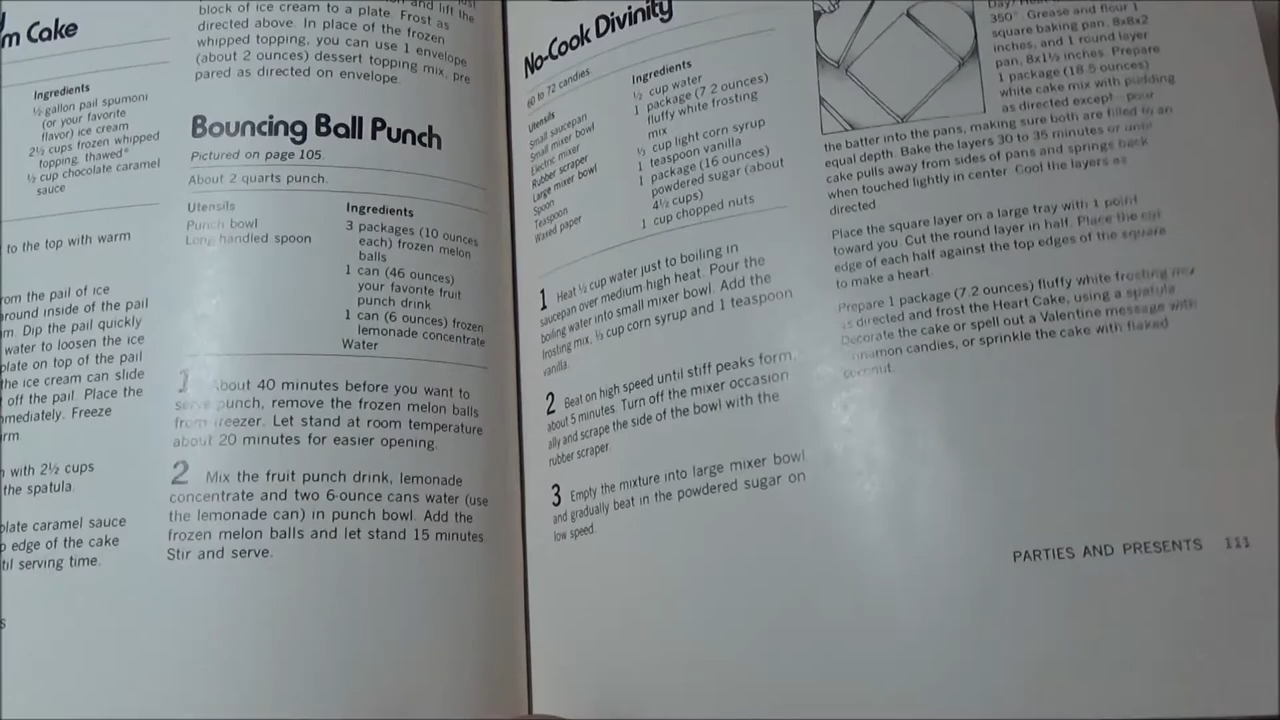 m Cake
Ingredients
½ gallon pail spumoni
(or your favorite
flavor) ice cream
2½ cups frozen whipped
topping, thawed*
½ cup chocolate caramel
sauce
to the top with warm
rom the pail of ice
around inside of the pail
m. Dip the pail quickly
water to loosen the ice
plate on top of the pail
the ice cream can slide
off the pail. Place the
mmediately. Freeze
rm.
with 2½ cups
the spatula.
olate caramel sauce
edge of the cake
til serving time.
and lift the
block of ice cream to a plate. Frost as
directed above. In place of the frozen
whipped topping, you can use 1 envelope
(about 2 ounces) dessert topping mix, pre
pared as directed on envelope.
Bouncing Ball Punch
Pictured on page 105.
About 2 quarts punch.
Utensils
Punch bowl
Long handled spoon
Ingredients
3 packages (10 ounces
each) frozen melon
balls
1 can (46 ounces)
your favorite fruit
punch drink
1 can (6 ounces) frozen
lemonade concentrate
Water
1 About 40 minutes before you want to
serve punch, remove the frozen melon balls
from freezer. Let stand at room temperature
about 20 minutes for easier opening.
2 Mix the fruit punch drink, lemonade
concentrate and two 6-ounce cans water (use
the lemonade can) in punch bowl. Add the
frozen melon balls and let stand 15 minutes
Stir and serve.
No-Cook Divinity
60 to 72 candies
Utensils
Small saucepan
Small mixer bowl
Electric mixer
Rubber scraper
Large mixer bowl
Spoon
Teaspoon
Waxed paper
Ingredients
½ cup water
1 package (7.2 ounces)
fluffy white frosting
mix
⅓ cup light corn syrup
1 teaspoon vanilla
1 package (16 ounces)
powdered sugar (about
4½ cups)
1 cup chopped nuts
1 Heat ½ cup water just to boiling in
saucepan over medium high heat. Pour the
boiling water into small mixer bowl. Add the
frosting mix, ⅓ cup corn syrup and 1 teaspoon
vanilla.
2 Beat on high speed until stiff peaks form,
about 5 minutes. Turn off the mixer occasion
ally and scrape the side of the bowl with the
rubber scraper.
3 Empty the mixture into large mixer bowl
and gradually beat in the powdered sugar on
low speed.
350° Grease and flour 1
square baking pan, 8x8x2
inches, and 1 round layer
pan, 8x1½ inches. Prepare
1 package (18.5 ounces)
white cake mix with pudding
as directed except—pour
the batter into the pans, making sure both are filled to an
equal depth. Bake the layers 30 to 35 minutes or until
cake pulls away from sides of pans and springs back
when touched lightly in center. Cool the layers as
directed.
Place the square layer on a large tray with 1 point
toward you. Cut the round layer in half. Place the cut
edge of each half against the top edges of the square
to make a heart.
Prepare 1 package (7.2 ounces) fluffy white frosting mix
as directed and frost the Heart Cake, using a spatula.
Decorate the cake or spell out a Valentine message with
cinnamon candies, or sprinkle the cake with flaked
coconut.
PARTIES AND PRESENTS 111